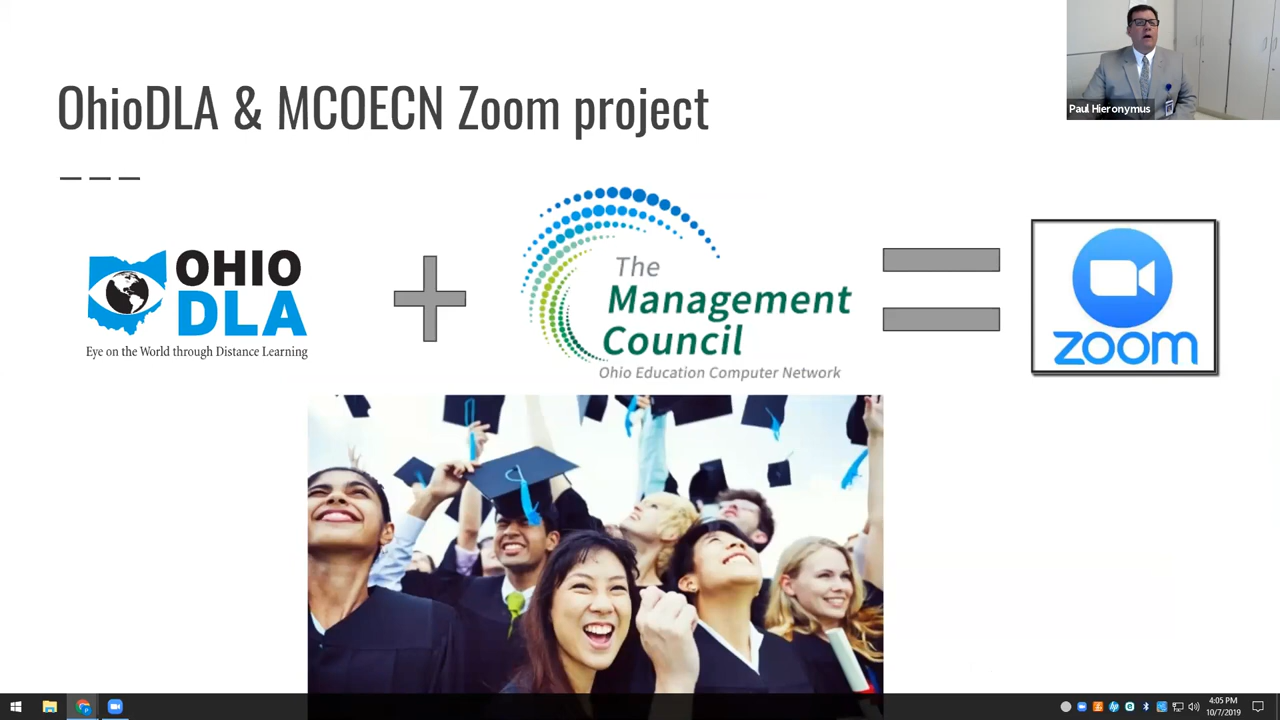 OhioDLA & MCOECN Zoom project
Paul Hieronymus
OHIO
DLA
Eye on the World through Distance Learning
The
Management
Council
Ohio Education Computer Network
zoom
4:05 PM
10/7/2019